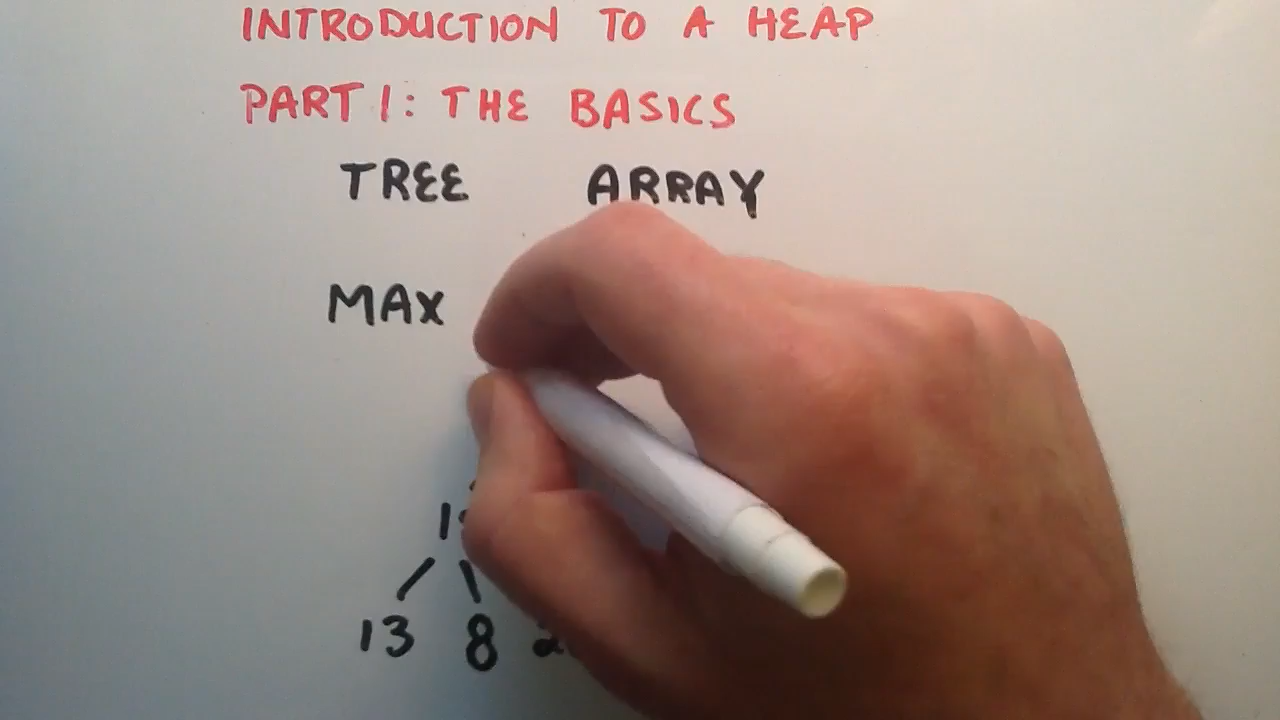 INTRODUCTION TO A HEAP
PART 1: THE BASICS
TREE ARRAY
MAX
13 8